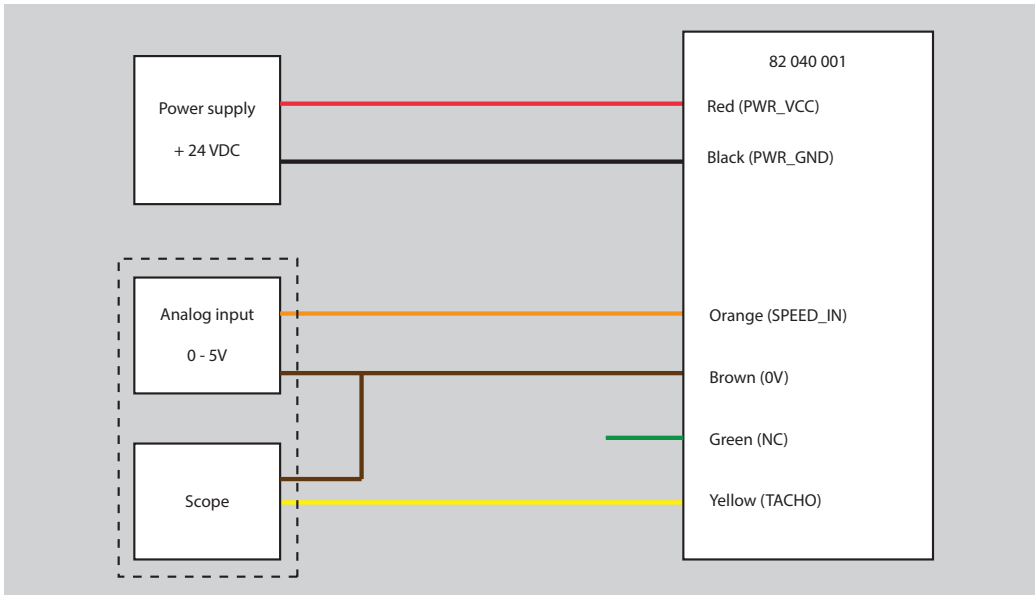 82 040 001
Power supply
+ 24 VDC
Red (PWR_VCC)
Black (PWR_GND)
Analog input
0 - 5V
Orange (SPEED_IN)
Brown (0V)
Green (NC)
Scope
Yellow (TACHO)